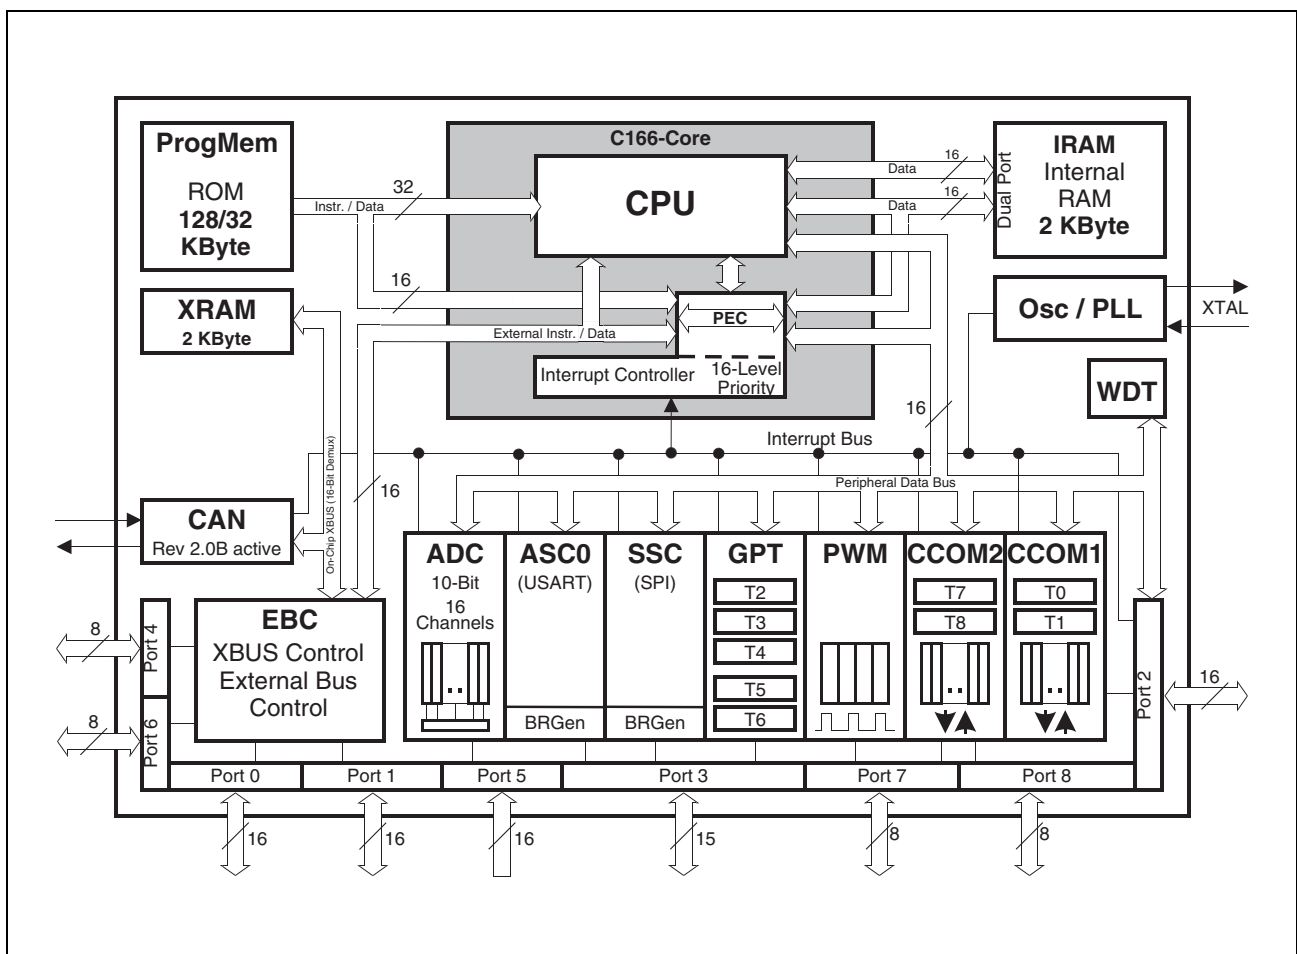 C166-Core
ProgMem
ROM
128/32
KByte
CPU
IRAM
Internal
RAM
2 KByte
Dual Port
32
Instr. / Data
16
Data
16
Data
16
XRAM
2 KByte
PEC
External Instr. / Data
Interrupt Controller
16-Level
Priority
Osc / PLL
XTAL
WDT
16
Interrupt Bus
Peripheral Data Bus
On-Chip XBUS (16-Bit Demux)
16
CAN
Rev 2.0B active
EBC
XBUS Control
External Bus
Control
ADC
10-Bit
16
Channels
ASC0
(USART)
BRGen
SSC
(SPI)
BRGen
GPT
T2
T3
T4
T5
T6
PWM
CCOM2
T7
T8
CCOM1
T0
T1
8
Port 4
8
Port 6
Port 2
16
Port 0
Port 1
Port 5
Port 3
Port 7
Port 8
16
16
16
15
8
8